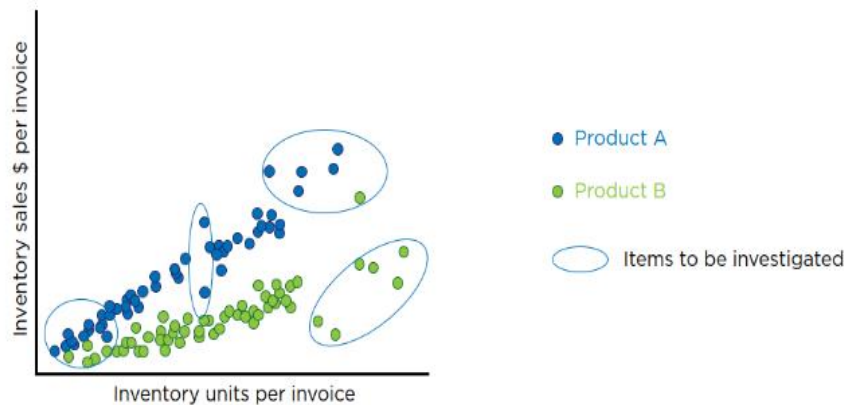 Inventory sales $ per invoice
Product A
Product B
Items to be investigated
Inventory units per invoice